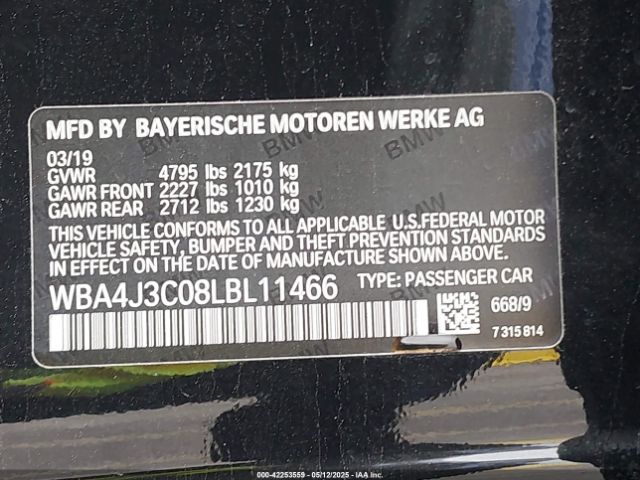 MFD BY BAYERISCHE MOTOREN WERKE AG
03/19
GVWR 4795 lbs 2175 kg
GAWR FRONT 2227 lbs 1010 kg
GAWR REAR 2712 lbs 1230 kg
THIS VEHICLE CONFORMS TO ALL APPLICABLE U.S.FEDERAL MOTOR
VEHICLE SAFETY, BUMPER AND THEFT PREVENTION STANDARDS
IN EFFECT ON THE DATE OF MANUFACTURE SHOWN ABOVE.
WBA4J3C08LBL11466 TYPE: PASSENGER CAR
668/9
7 315 814
000-42253559 - 05/12/2025 - IAA, Inc.